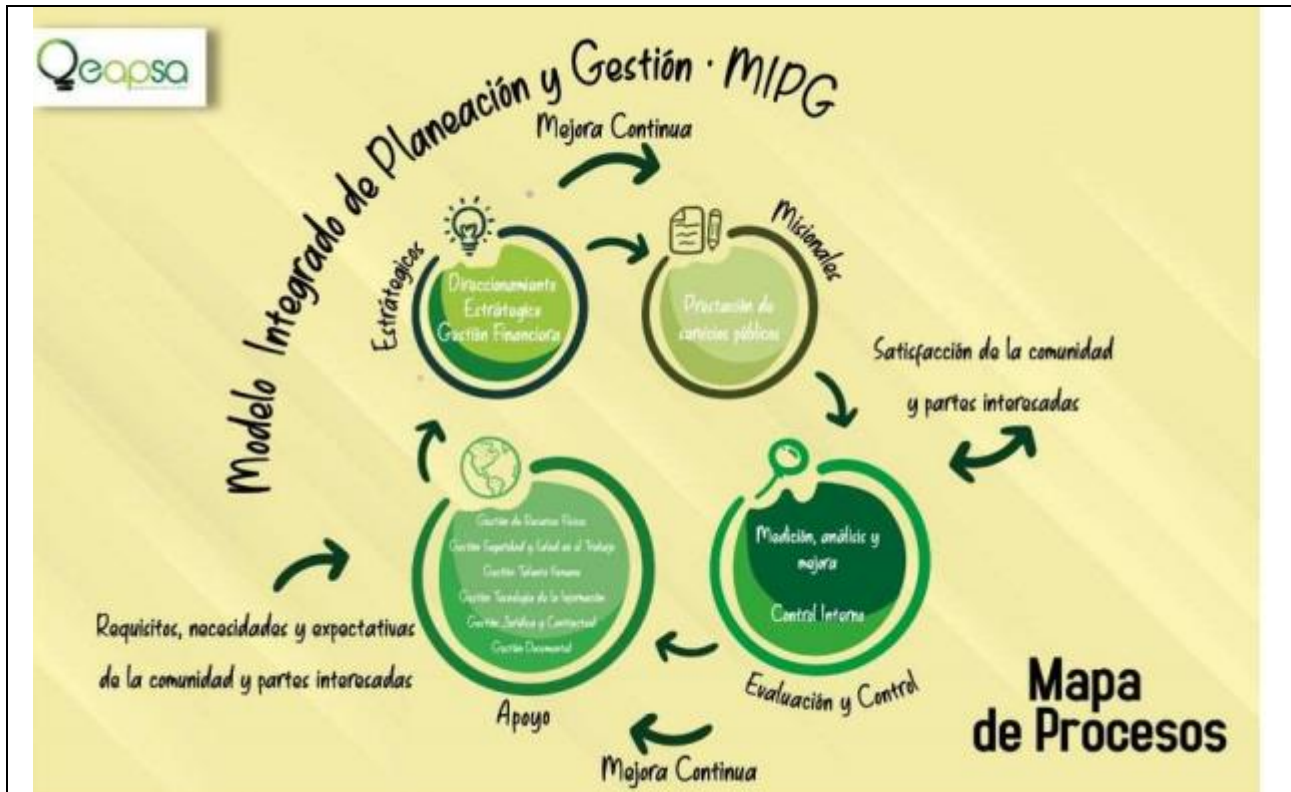 eapsa
Modelo Integrado de Planeación y Gestión · MIPG
Mejora Continua
Estrátegicos
Direccionamiento
Estrátegico
Gestión Financiera
Misionales
Prestación de
servicios públicos
Satisfacción de la comunidad
y partes interesadas
Gestión de Recursos Físicos
Gestión Seguridad y Salud en el Trabajo
Gestión Talento Humano
Gestión Tecnología de la Información
Gestión Jurídica y Contractual
Gestión Documental
Apoyo
Medición, análisis y
mejora
Control Interno
Evaluación y Control
Requisitos, necesidades y expectativas
de la comunidad y partes interesadas
Mejora Continua
Mapa
de Procesos